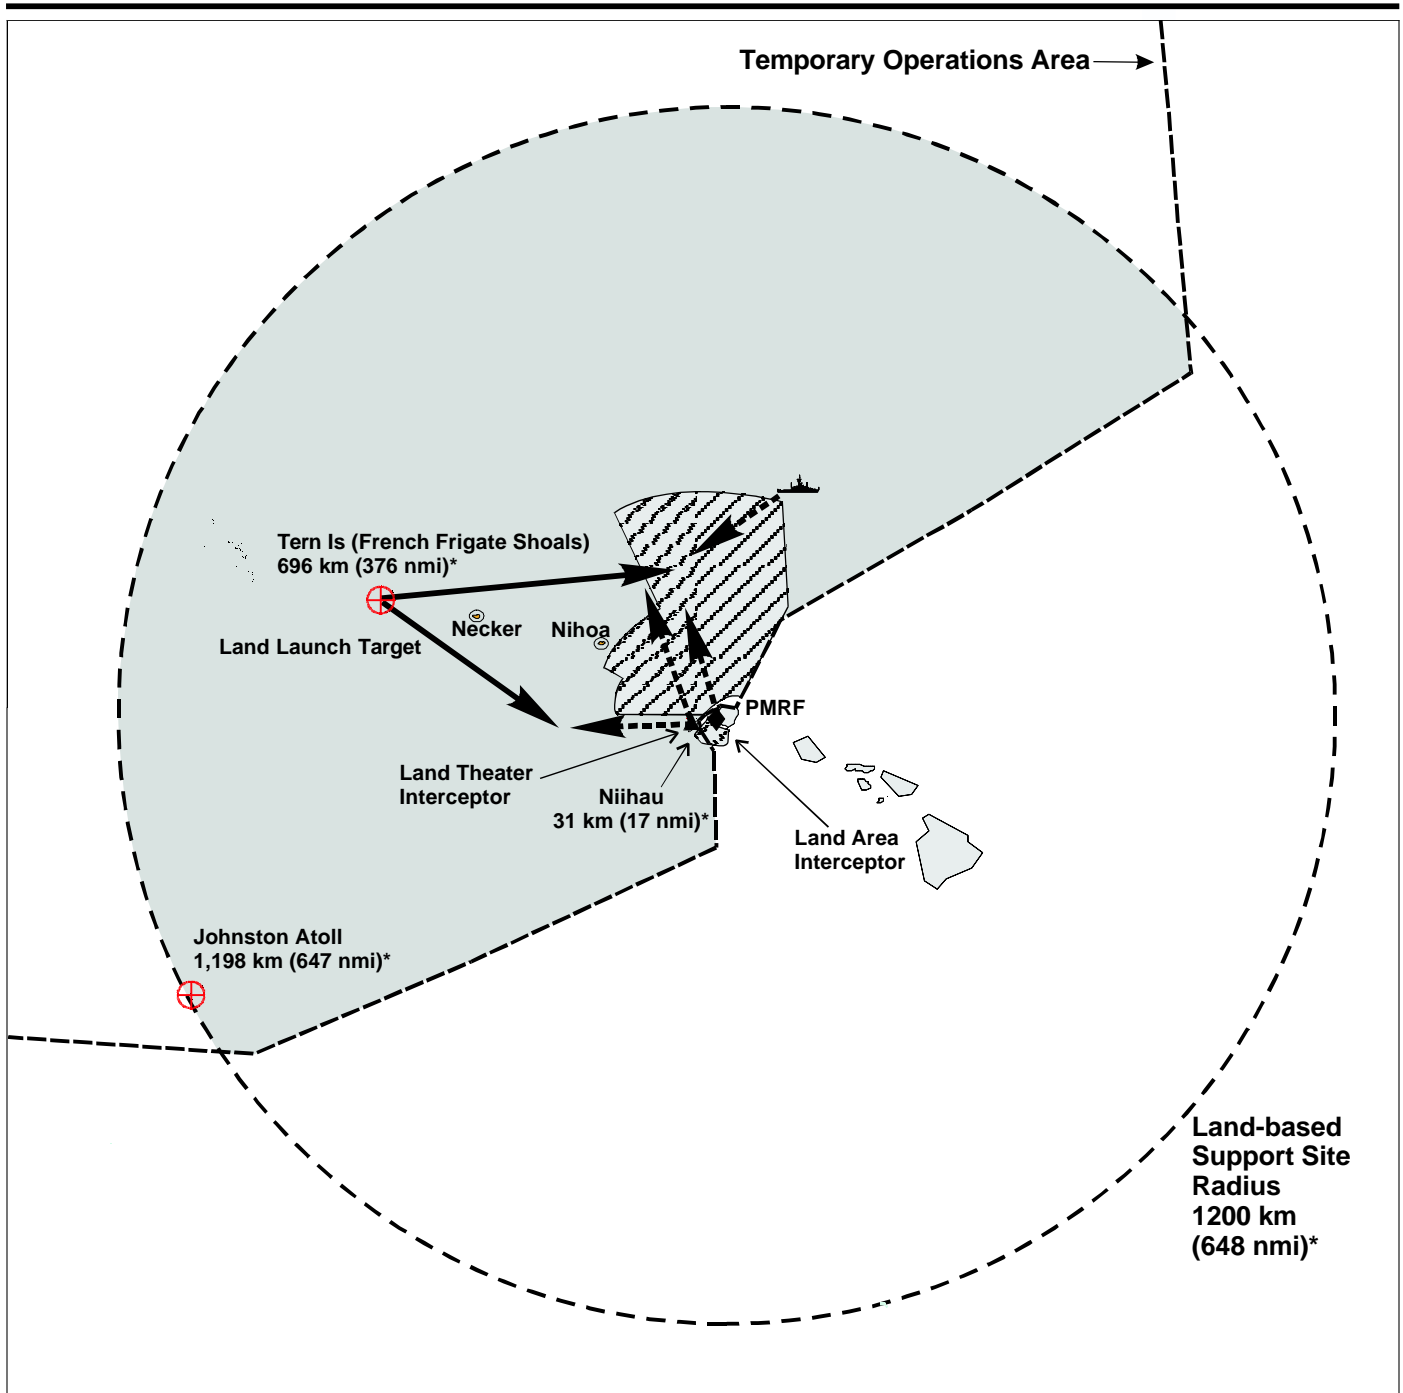 Temporary Operations Area
Tern Is (French Frigate Shoals)
696 km (376 nmi)*
Necker
Nihoa
Land Launch Target
PMRF
Land Theater
Interceptor
Niihau
31 km (17 nmi)*
Land Area
Interceptor
Johnston Atoll
1,198 km (647 nmi)*
Land-based
Support Site
Radius
1200 km
(648 nmi)*